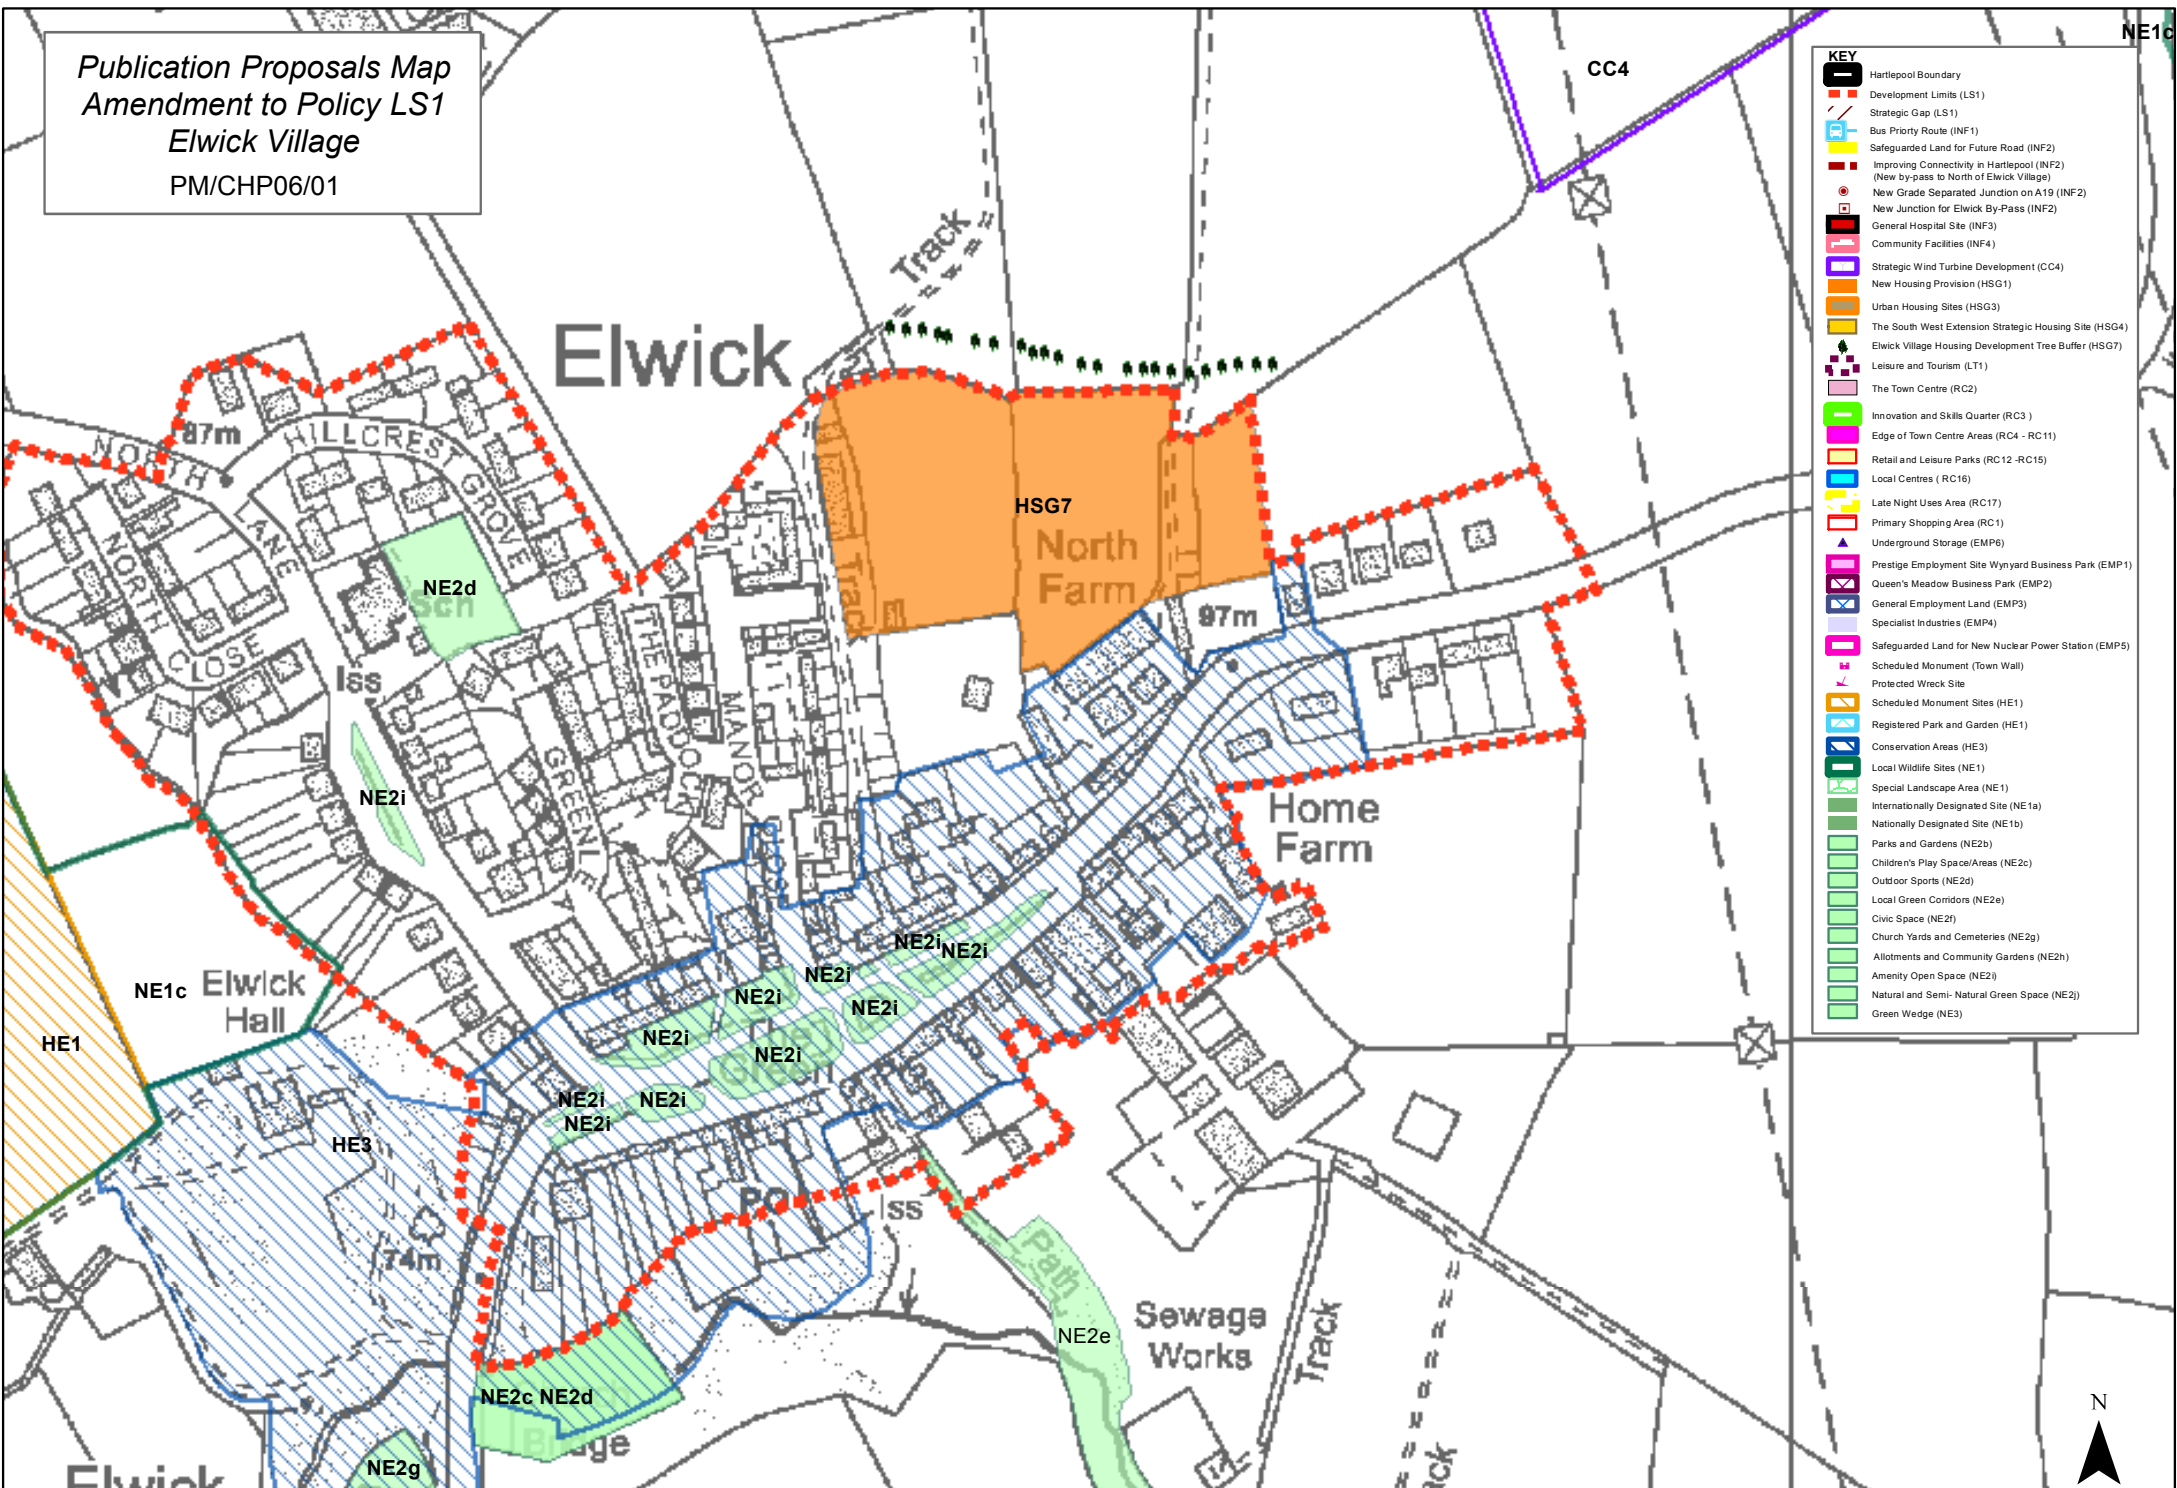 Publication Proposals Map
Amendment to Policy LS1
Elwick Village
PM/CHP06/01
CC4
NE1c
KEY
Hartlepool Boundary
Development Limits (LS1)
Strategic Gap (LS1)
Bus Priorty Route (INF1)
Safeguarded Land for Future Road (INF2)
Improving Connectivity in Hartlepool (INF2)
(New by-pass to North of Elwick Village)
New Grade Separated Junction on A19 (INF2)
New Junction for Elwick By-Pass (INF2)
General Hospital Site (INF3)
Community Facilities (INF4)
Strategic Wind Turbine Development (CC4)
New Housing Provision (HSG1)
Urban Housing Sites (HSG3)
The South West Extension Strategic Housing Site (HSG4)
Elwick Village Housing Development Tree Buffer (HSG7)
Leisure and Tourism (LT1)
The Town Centre (RC2)
Innovation and Skills Quarter (RC3 )
Edge of Town Centre Areas (RC4 - RC11)
Retail and Leisure Parks (RC12 -RC15)
Local Centres ( RC16)
Late Night Uses Area (RC17)
Primary Shopping Area (RC1)
Underground Storage (EMP6)
Prestige Employment Site Wynyard Business Park (EMP1)
Queen's Meadow Business Park (EMP2)
General Employment Land (EMP3)
Specialist Industries (EMP4)
Safeguarded Land for New Nuclear Power Station (EMP5)
Scheduled Monument (Town Wall)
Protected Wreck Site
Scheduled Monument Sites (HE1)
Registered Park and Garden (HE1)
Conservation Areas (HE3)
Local Wildlife Sites (NE1)
Special Landscape Area (NE1)
Internationally Designated Site (NE1a)
Nationally Designated Site (NE1b)
Parks and Gardens (NE2b)
Children's Play Space/Areas (NE2c)
Outdoor Sports (NE2d)
Local Green Corridors (NE2e)
Civic Space (NE2f)
Church Yards and Cemeteries (NE2g)
Allotments and Community Gardens (NE2h)
Amenity Open Space (NE2i)
Natural and Semi- Natural Green Space (NE2j)
Green Wedge (NE3)
Track
Elwick
87m
NORTH
LANE
HILLCREST GROVE
NORTH
CLOSE
NE2d
Sch
Iss
HSG7
North
Farm
Track
97m
THE PADDOCK
MANOR
GREENLEA
NE2i
Home
Farm
NE1c
Elwick
Hall
HE1
NE2i
NE2i
NE2i
NE2i
NE2i
NE2i
NE2i
Green
NE2i
NE2i
NE2i
HE3
PO
Iss
74m
Path
NE2e
Sewage
Works
Track
NE2c NE2d
Bridge
NE2g
Elwick
N